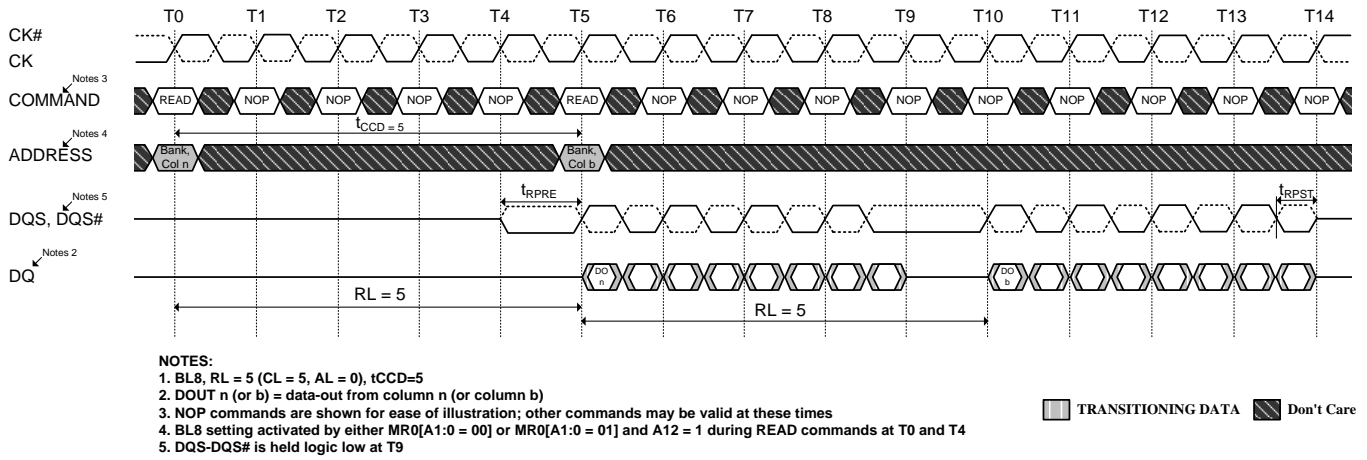 T0 T1 T2 T3 T4 T5 T6 T7 T8 T9 T10 T11 T12 T13 T14
CK#
CK
Notes 3
COMMAND READ NOP NOP NOP NOP READ NOP NOP NOP NOP NOP NOP NOP NOP NOP
tCCD = 5
Notes 4
ADDRESS
Bank, Col n
Bank, Col b
Notes 5
DQS, DQS#
tRPRE
tRPST
Notes 2
DQ
DO n
DO b
RL = 5
RL = 5
NOTES:
1. BL8, RL = 5 (CL = 5, AL = 0), tCCD=5
2. DOUT n (or b) = data-out from column n (or column b)
3. NOP commands are shown for ease of illustration; other commands may be valid at these times
4. BL8 setting activated by either MR0[A1:0 = 00] or MR0[A1:0 = 01] and A12 = 1 during READ commands at T0 and T4
5. DQS-DQS# is held logic low at T9
TRANSITIONING DATA
Don't Care